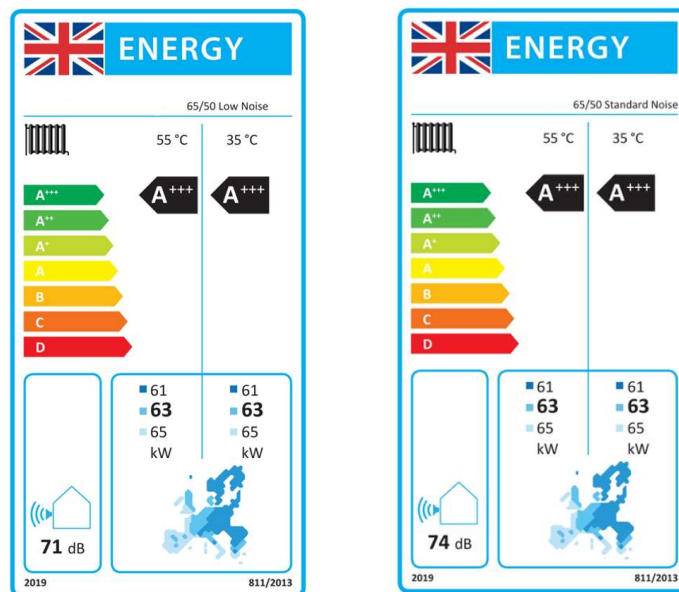 ENERGY
65/50 Low Noise
55 °C 35 °C
A+++ A+++
A+++
A++
A+
A
B
C
D
61 61
63 63
65 65
kW kW
71 dB
2019 811/2013
ENERGY
65/50 Standard Noise
55 °C 35 °C
A+++ A+++
A+++
A++
A+
A
B
C
D
61 61
63 63
65 65
kW kW
74 dB
2019 811/2013